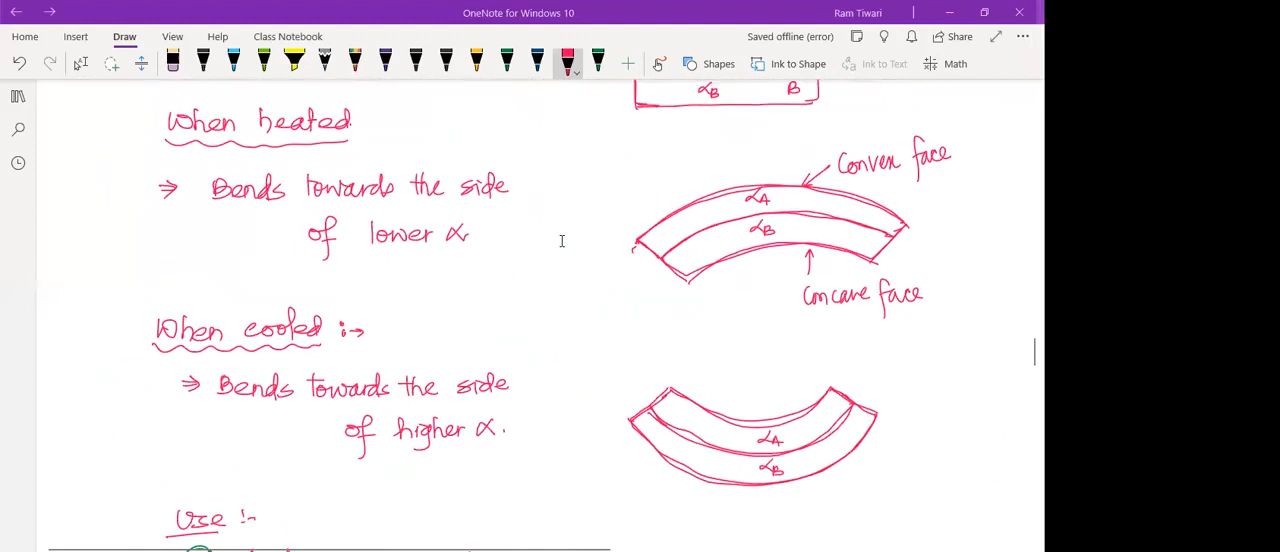 OneNote for Windows 10
Ram Tiwari
Home Insert Draw View Help Class Notebook
Saved offline (error)
Share
Shapes
Ink to Shape
Ink to Text
Math
αB B
When heated
⇒ Bends towards the side
of lower α
Convex face
αA
αB
Concave face
When cooled :→
⇒ Bends towards the side
of higher α.
αA
αB
Use :-